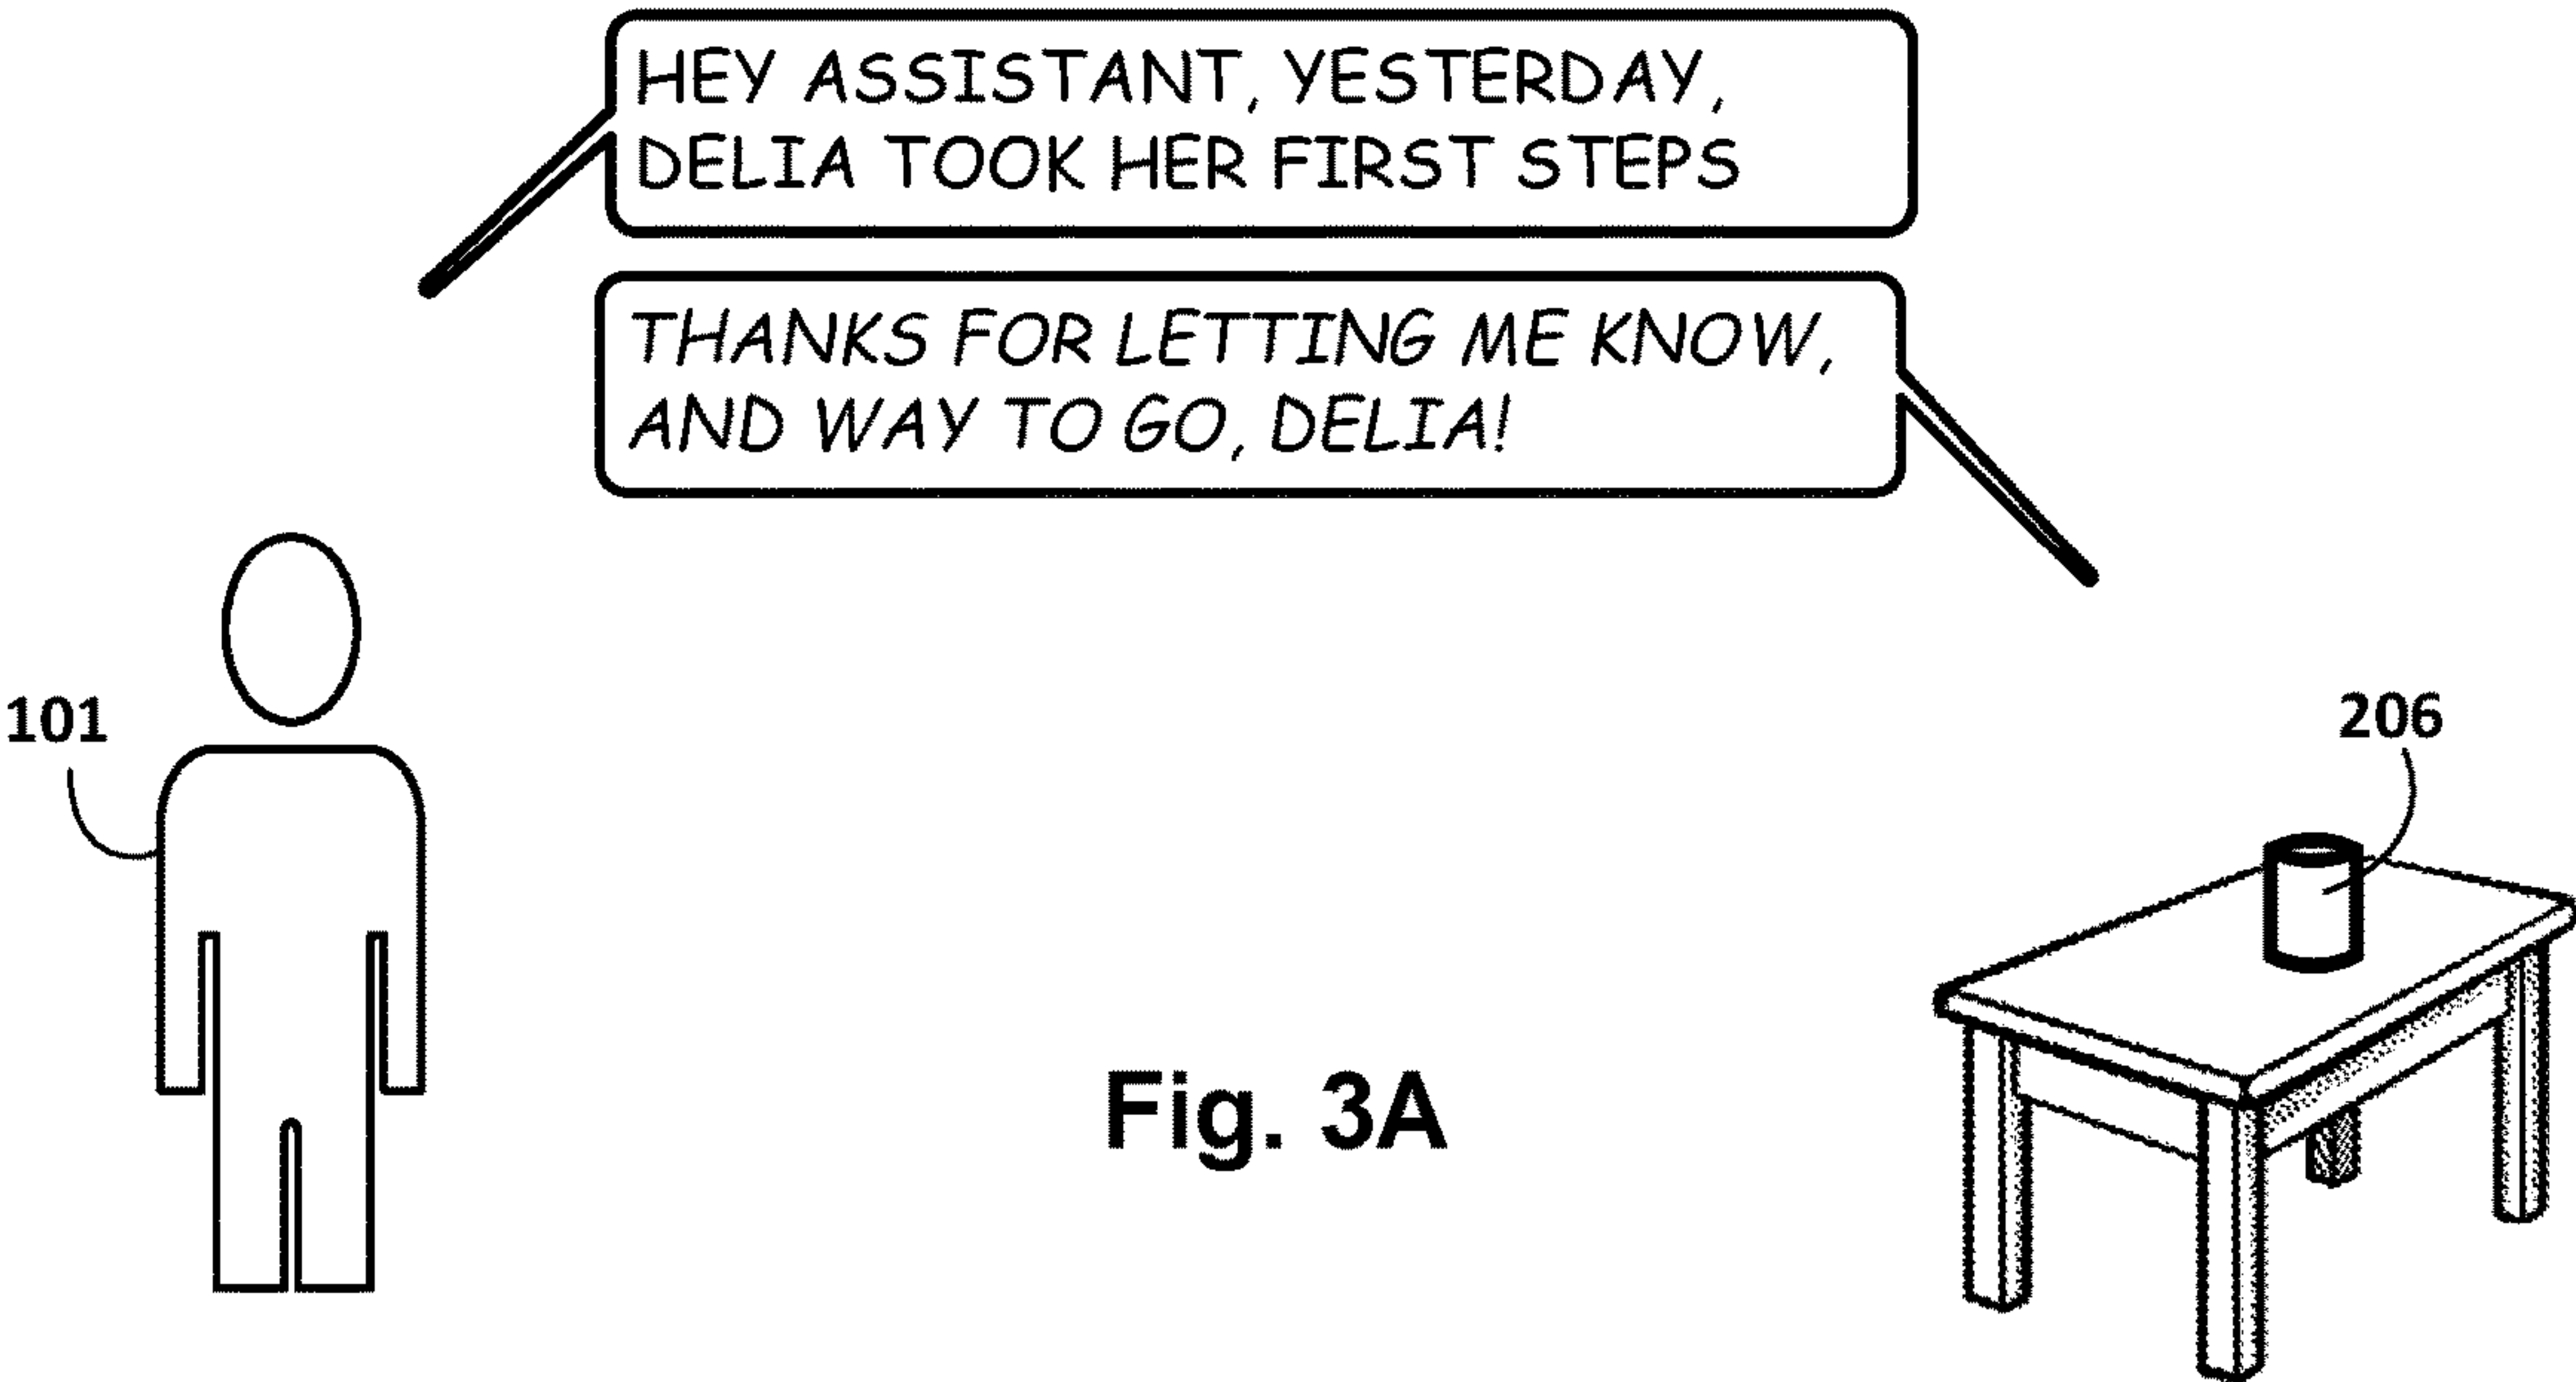 HEY ASSISTANT, YESTERDAY,
DELIA TOOK HER FIRST STEPS
THANKS FOR LETTING ME KNOW,
AND WAY TO GO, DELIA!
101
206
Fig. 3A